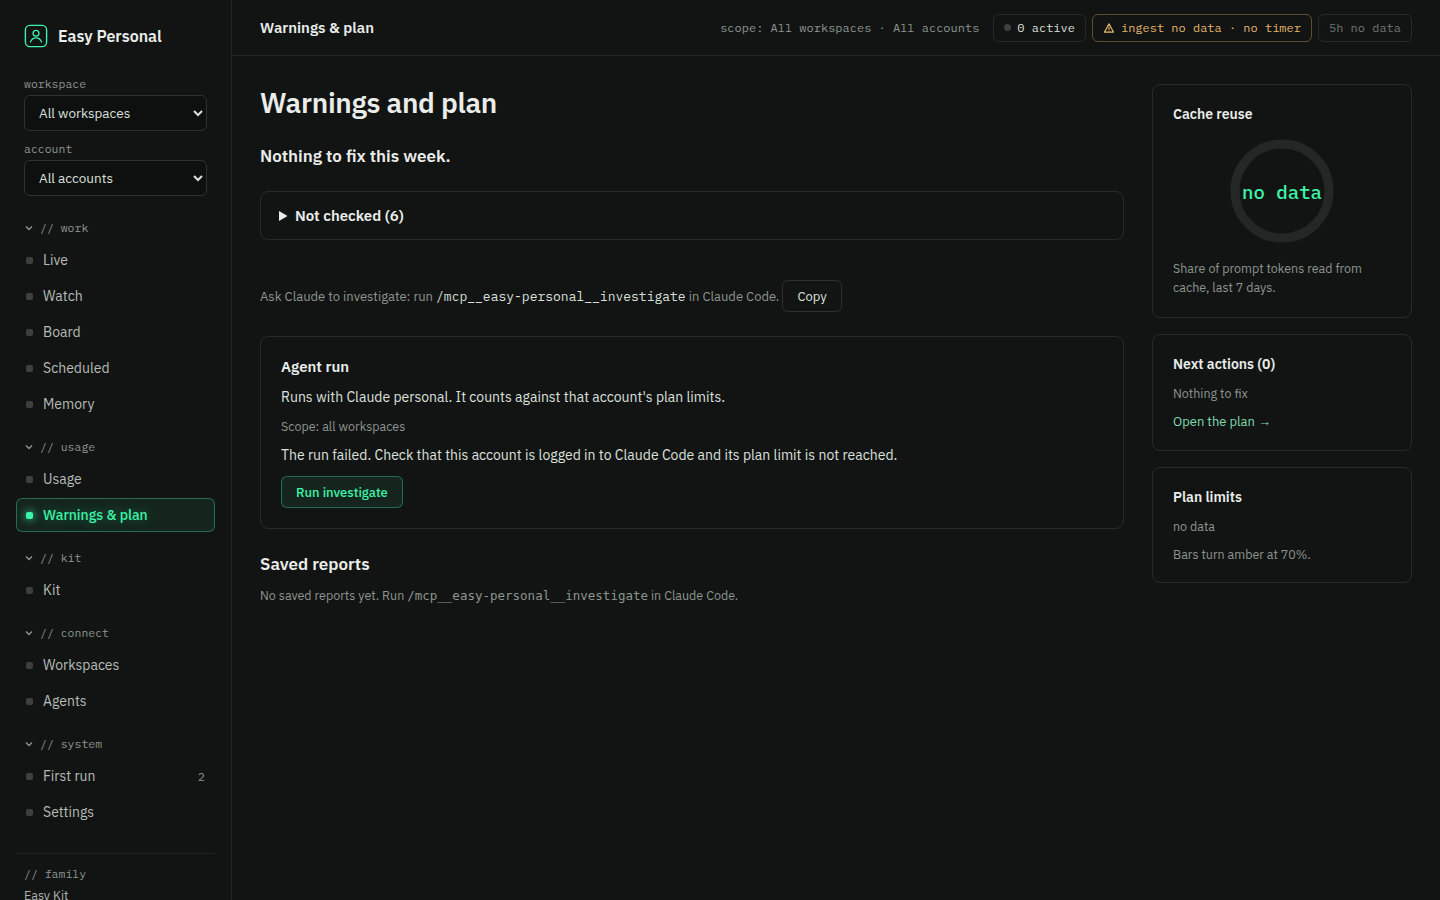 Easy Personal
workspace
All workspaces
account
All accounts
// work
Live
Watch
Board
Scheduled
Memory
// usage
Usage
Warnings & plan
// kit
Kit
// connect
Workspaces
Agents
// system
First run 2
Settings
// family
Easy Kit
Warnings & plan
scope: All workspaces · All accounts
0 active
ingest no data · no timer
5h no data
Warnings and plan
Nothing to fix this week.
Not checked (6)
Ask Claude to investigate: run /mcp__easy-personal__investigate in Claude Code. Copy
Agent run
Runs with Claude personal. It counts against that account's plan limits.
Scope: all workspaces
The run failed. Check that this account is logged in to Claude Code and its plan limit is not reached.
Run investigate
Saved reports
No saved reports yet. Run /mcp__easy-personal__investigate in Claude Code.
Cache reuse
no data
Share of prompt tokens read from
cache, last 7 days.
Next actions (0)
Nothing to fix
Open the plan →
Plan limits
no data
Bars turn amber at 70%.